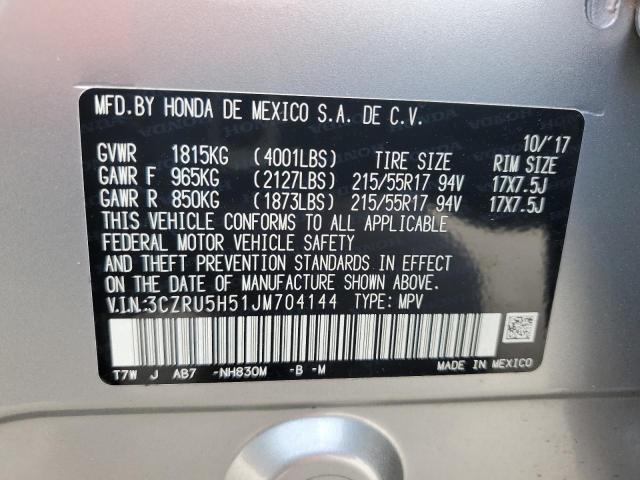 MFD.BY HONDA DE MEXICO S.A. DE C.V.
10/'17
GVWR 1815KG (4001LBS) TIRE SIZE RIM SIZE
GAWR F 965KG (2127LBS) 215/55R17 94V 17X7.5J
GAWR R 850KG (1873LBS) 215/55R17 94V 17X7.5J
THIS VEHICLE CONFORMS TO ALL APPLICABLE
FEDERAL MOTOR VEHICLE SAFETY
AND THEFT PREVENTION STANDARDS IN EFFECT
ON THE DATE OF MANUFACTURE SHOWN ABOVE.
V.I.N.:3CZRU5H51JM704144 TYPE: MPV
T7W J AB7 -NH830M -B -M
MADE IN MEXICO